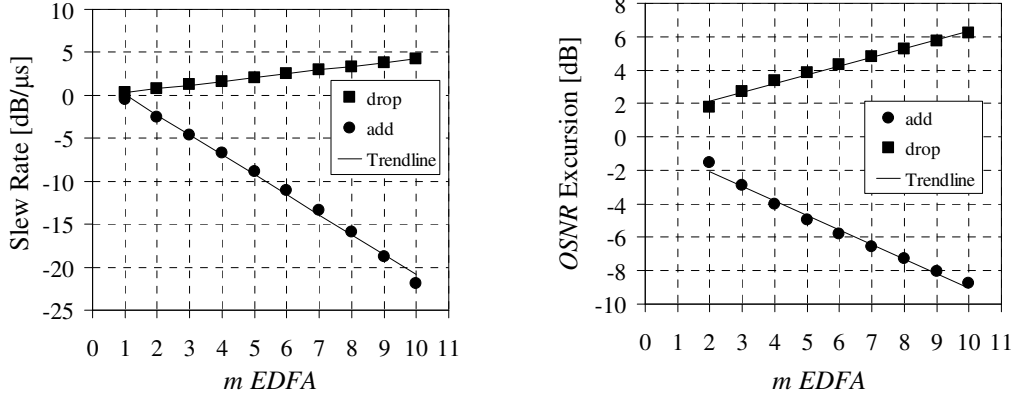 Slew Rate [dB/µs]
10
5
0
-5
-10
-15
-20
-25
drop
add
Trendline
0 1 2 3 4 5 6 7 8 9 10 11
m EDFA
OSNR Excursion [dB]
8
6
4
2
0
-2
-4
-6
-8
-10
add
drop
Trendline
0 1 2 3 4 5 6 7 8 9 10 11
m EDFA